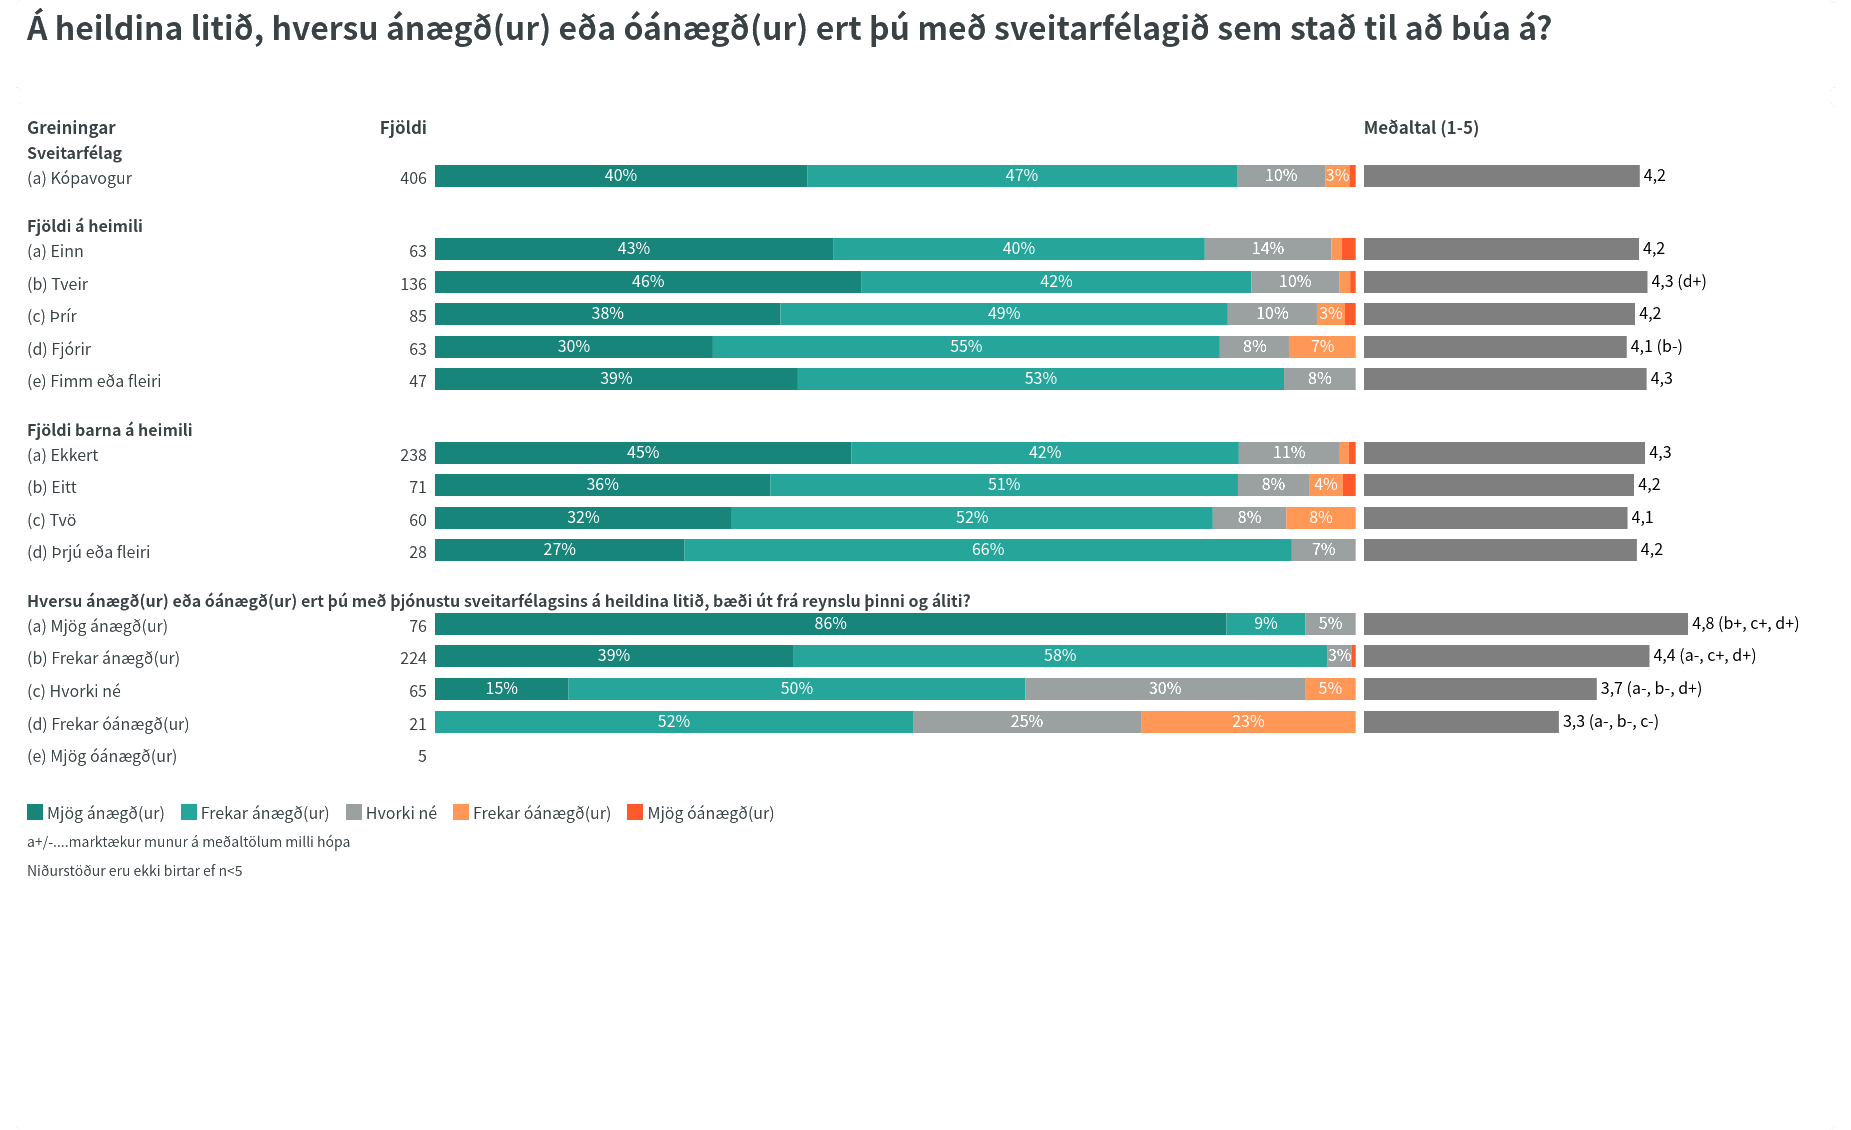 Á heildina litið, hversu ánægð(ur) eða óánægð(ur) ert þú með sveitarfélagið sem stað til að búa á?
Greiningar Fjöldi Meðaltal (1-5)
Sveitarfélag
(a) Kópavogur 406 40% 47% 10% 3% 4,2
Fjöldi á heimili
(a) Einn 63 43% 40% 14% 4,2
(b) Tveir 136 46% 42% 10% 4,3 (d+)
(c) Þrír 85 38% 49% 10% 3% 4,2
(d) Fjórir 63 30% 55% 8% 7% 4,1 (b-)
(e) Fimm eða fleiri 47 39% 53% 8% 4,3
Fjöldi barna á heimili
(a) Ekkert 238 45% 42% 11% 4,3
(b) Eitt 71 36% 51% 8% 4% 4,2
(c) Tvö 60 32% 52% 8% 8% 4,1
(d) Þrjú eða fleiri 28 27% 66% 7% 4,2
Hversu ánægð(ur) eða óánægð(ur) ert þú með þjónustu sveitarfélagsins á heildina litið, bæði út frá reynslu þinni og áliti?
(a) Mjög ánægð(ur) 76 86% 9% 5% 4,8 (b+, c+, d+)
(b) Frekar ánægð(ur) 224 39% 58% 3% 4,4 (a-, c+, d+)
(c) Hvorki né 65 15% 50% 30% 5% 3,7 (a-, b-, d+)
(d) Frekar óánægð(ur) 21 52% 25% 23% 3,3 (a-, b-, c-)
(e) Mjög óánægð(ur) 5
Mjög ánægð(ur) Frekar ánægð(ur) Hvorki né Frekar óánægð(ur) Mjög óánægð(ur)
a+/-....marktækur munur á meðaltölum milli hópa
Niðurstöður eru ekki birtar ef n<5